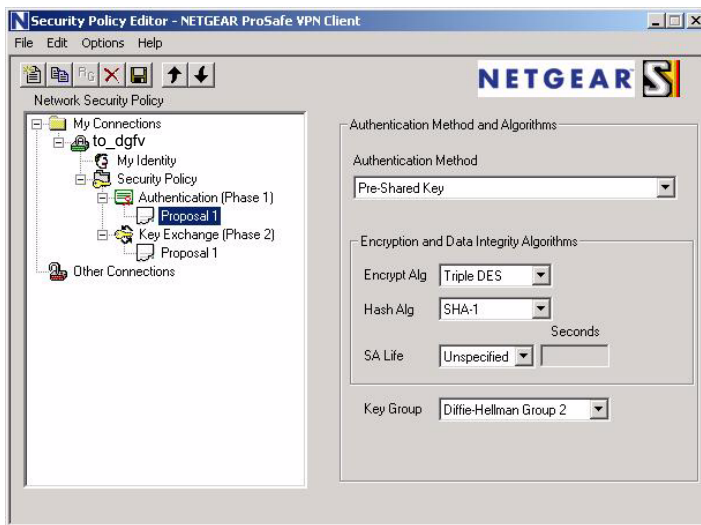 Security Policy Editor - NETGEAR ProSafe VPN Client
File Edit Options Help
NETGEAR
Network Security Policy
My Connections
to_dgfv
My Identity
Security Policy
Authentication (Phase 1)
Proposal 1
Key Exchange (Phase 2)
Proposal 1
Other Connections
Authentication Method and Algorithms
Authentication Method
Pre-Shared Key
Encryption and Data Integrity Algorithms
Encrypt Alg Triple DES
Hash Alg SHA-1
Seconds
SA Life Unspecified
Key Group Diffie-Hellman Group 2